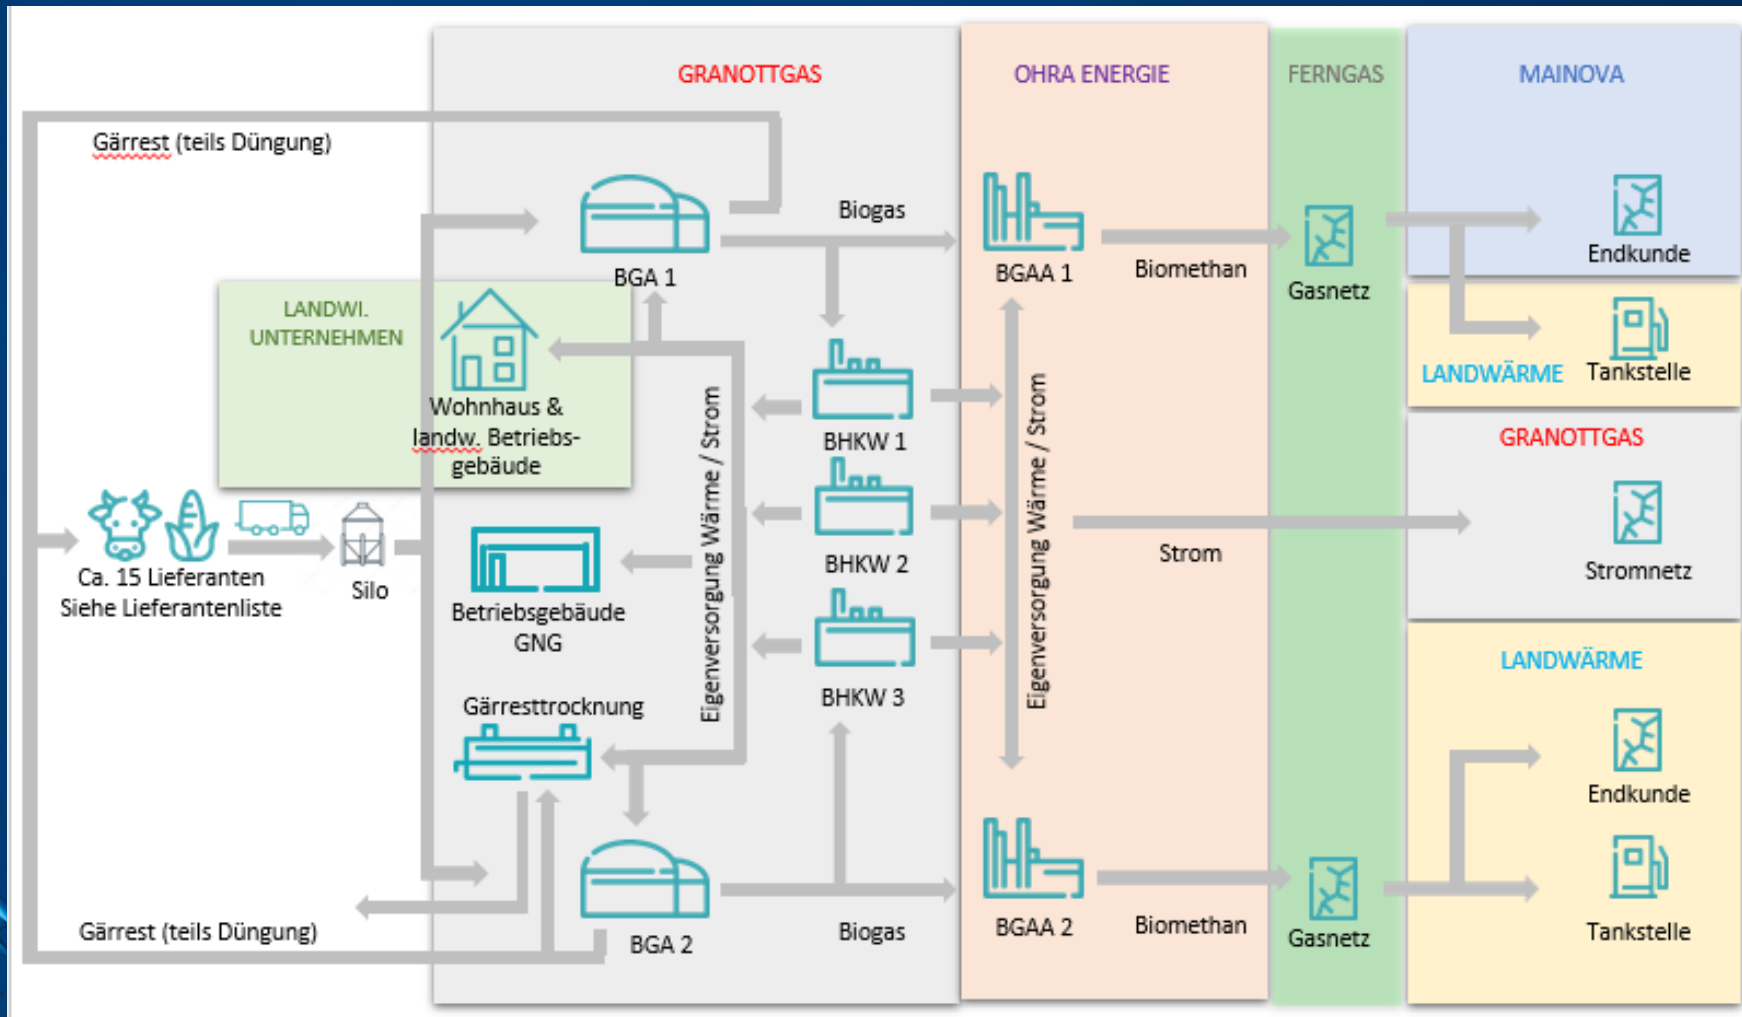 GRANOTTGAS
OHRA ENERGIE
FERNGAS
MAINOVA
Gärrest (teils Düngung)
Biogas
BGA 1
BGAA 1
Biomethan
Gasnetz
Endkunde
LANDWI.
UNTERNEHMEN
Wohnhaus &
landw. Betriebs-
gebäude
LANDWÄRME
Tankstelle
BHKW 1
BHKW 2
BHKW 3
Eigenversorgung Wärme / Strom
Eigenversorgung Wärme / Strom
GRANOTTGAS
Strom
Stromnetz
Ca. 15 Lieferanten
Siehe Lieferantenliste
Silo
Betriebsgebäude
GNG
Gärresttrocknung
LANDWÄRME
Endkunde
Gärrest (teils Düngung)
BGA 2
Biogas
BGAA 2
Biomethan
Gasnetz
Tankstelle